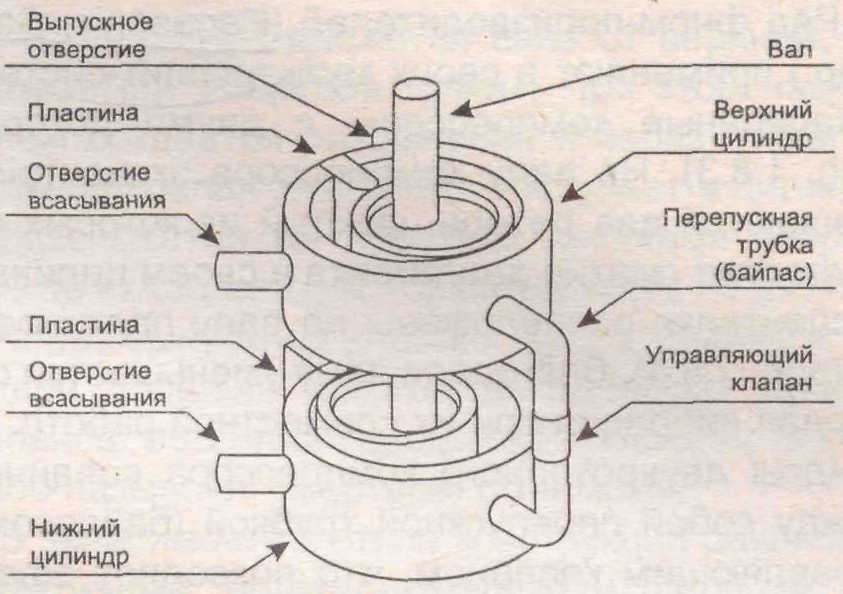 Выпускное
отверстие
Пластина
Отверстие
всасывания
Пластина
Отверстие
всасывания
Нижний
цилиндр
Вал
Верхний
цилиндр
Перепускная
трубка
(байпас)
Управляющий
клапан